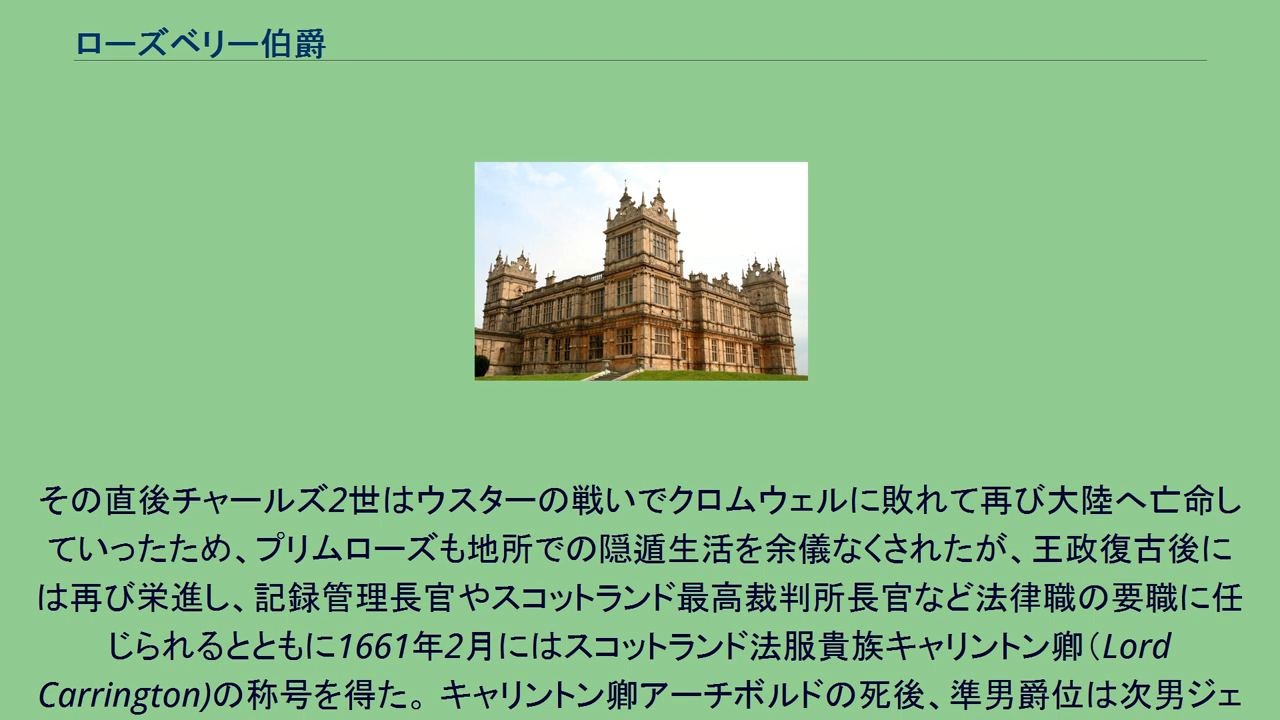 ローズベリー伯爵
その直後チャールズ2世はウスターの戦いでクロムウェルに敗れて再び大陸へ亡命し
ていったため、プリムローズも地所での隠遁生活を余儀なくされたが、王政復古後に
は再び栄進し、記録管理長官やスコットランド最高裁判所長官など法律職の要職に任
じられるとともに1661年2月にはスコットランド法服貴族キャリントン卿（Lord
Carrington)の称号を得た。キャリントン卿アーチボルドの死後、準男爵位は次男ジェ